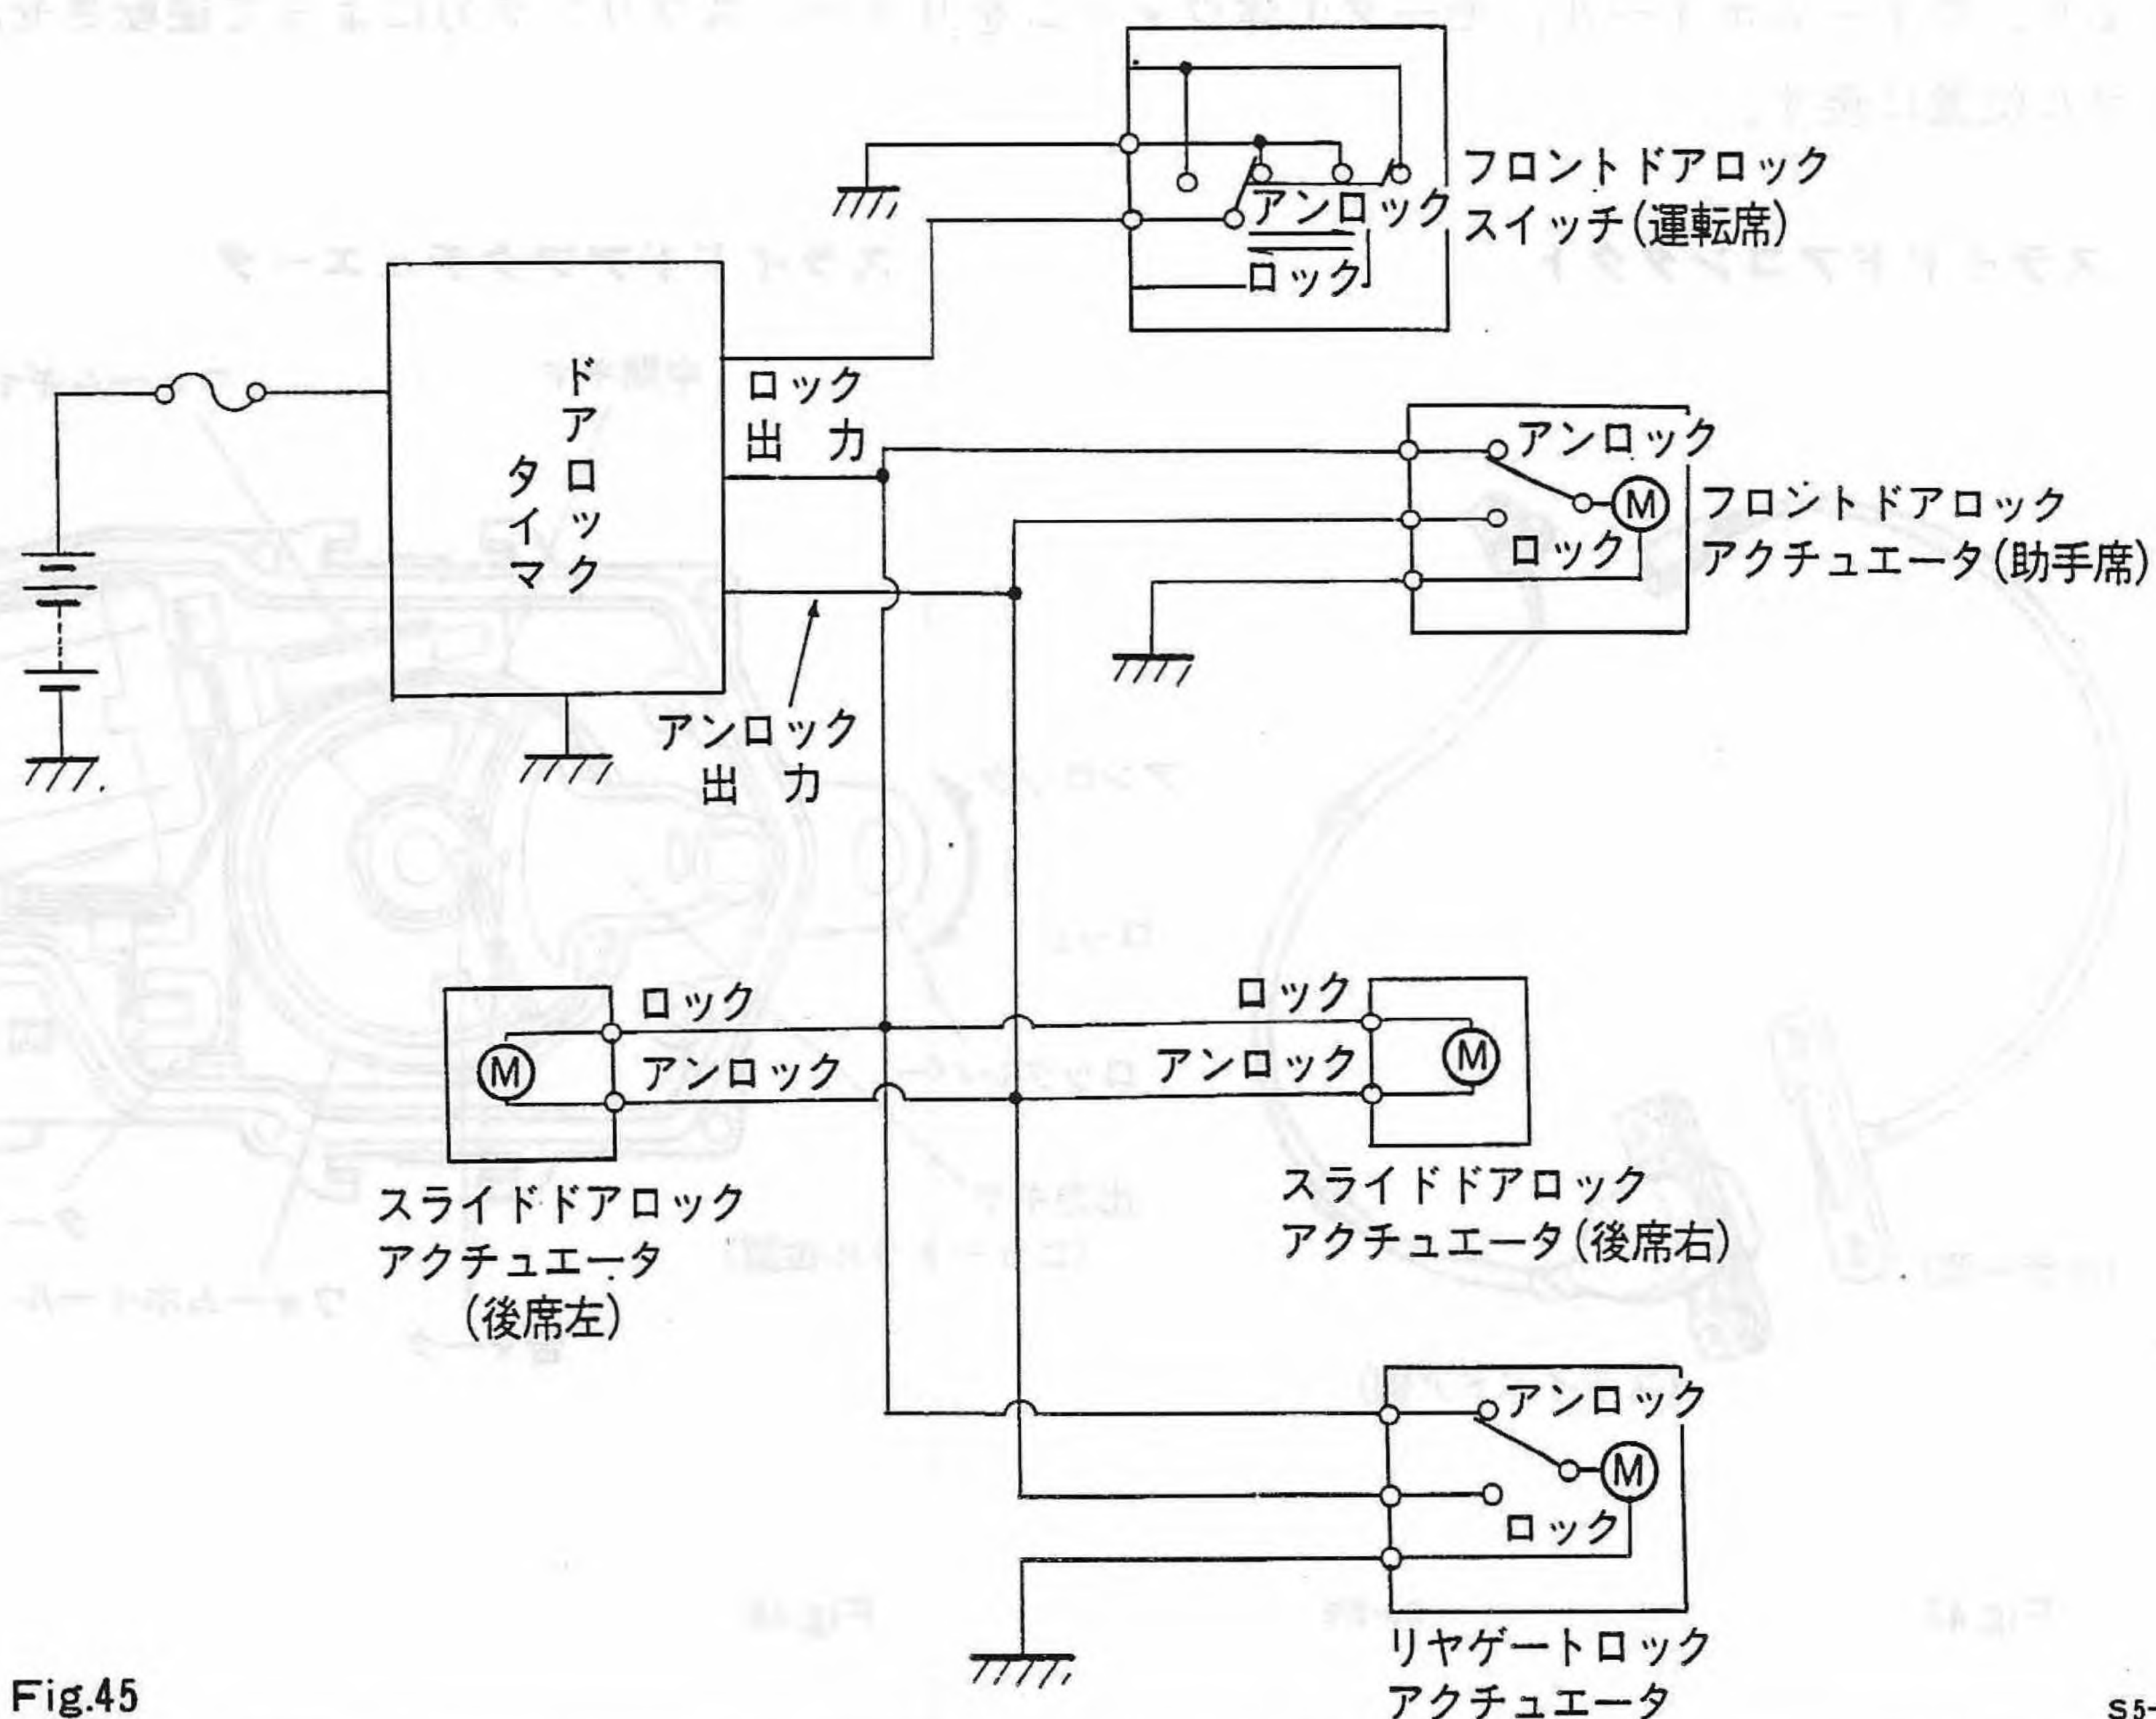 フロントドアロック
スイッチ(運転席)
アンロック
ロック
ドアロック
タイマ
ロック
出力
アンロック
出力
アンロック
M
ロック
フロントドアロック
アクチュエータ(助手席)
ロック
M
アンロック
スライドドアロック
アクチュエータ
(後席左)
ロック
アンロック
M
スライドドアロック
アクチュエータ(後席右)
アンロック
M
ロック
リヤゲートロック
アクチュエータ
Fig.45
S5-